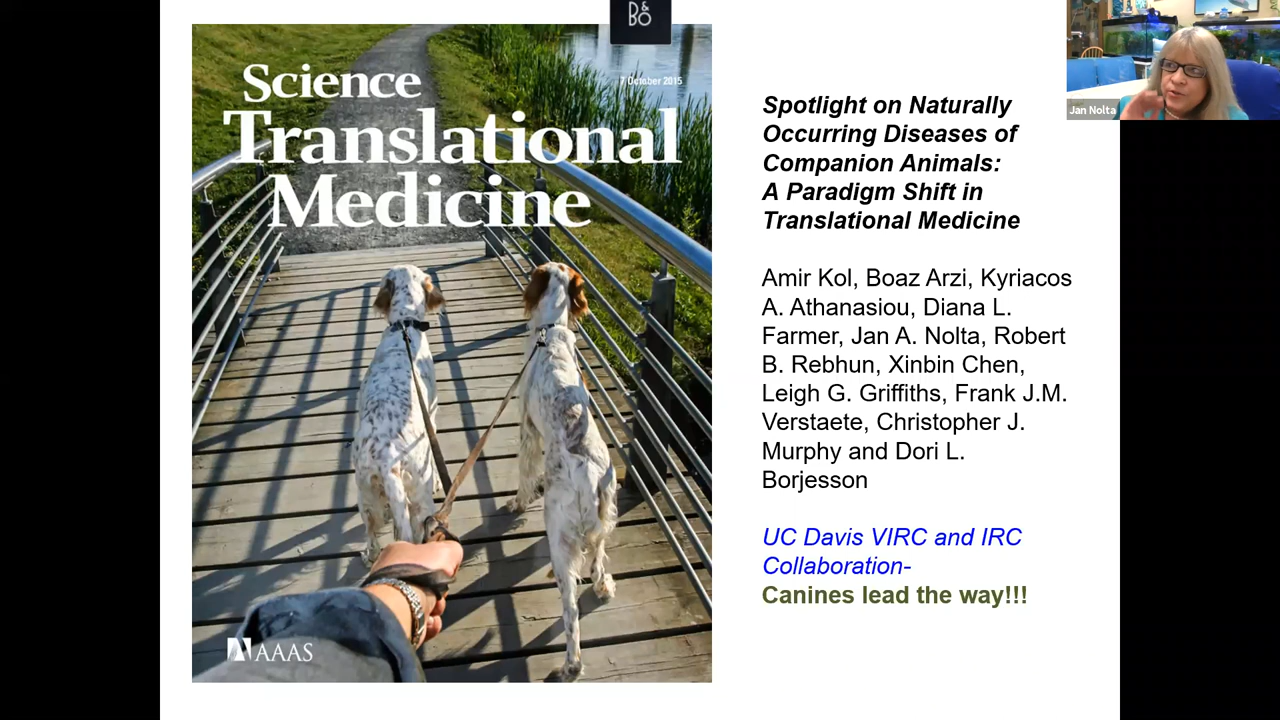 B&O
Science
7 October 2015
Translational
Medicine
AAAS
Spotlight on Naturally
Occurring Diseases of
Companion Animals:
A Paradigm Shift in
Translational Medicine
Amir Kol, Boaz Arzi, Kyriacos
A. Athanasiou, Diana L.
Farmer, Jan A. Nolta, Robert
B. Rebhun, Xinbin Chen,
Leigh G. Griffiths, Frank J.M.
Verstaete, Christopher J.
Murphy and Dori L.
Borjesson
UC Davis VIRC and IRC
Collaboration-
Canines lead the way!!!
Jan Nolta